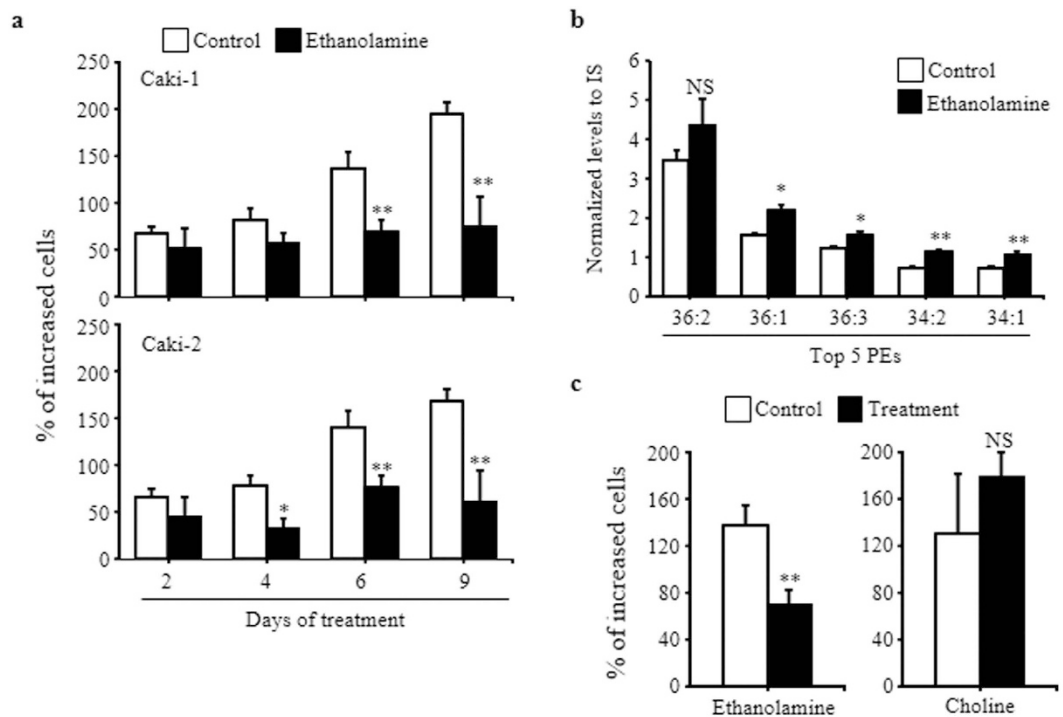 a
Control Ethanolamine
Caki-1
250
200
150
100
50
0
** **
Caki-2
250
200
150
100
50
0
* ** **
% of increased cells
2 4 6 9
Days of treatment
b
Control
Ethanolamine
Normalized levels to IS
6
5
4
3
2
1
0
NS * * ** **
36:2 36:1 36:3 34:2 34:1
Top 5 PEs
c
Control Treatment
% of increased cells
200
160
120
80
40
0
**
Ethanolamine
200
160
120
80
40
0
NS
Choline